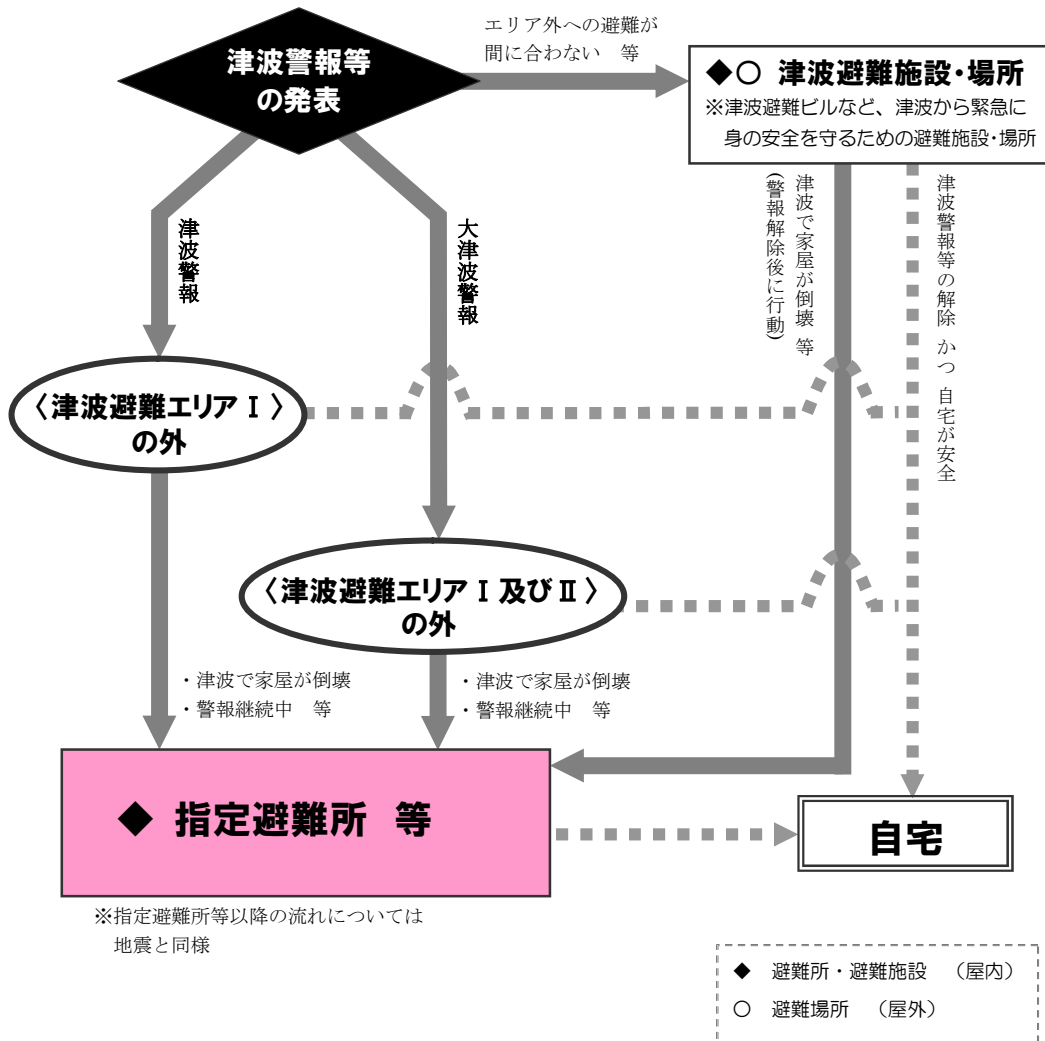 エリア外への避難が
間に合わない 等
津波警報等
の発表
◆○ 津波避難施設・場所
※津波避難ビルなど、津波から緊急に
身の安全を守るための避難施設・場所
津波警報
大津波警報
津波で家屋が倒壊 等
(警報解除後に行動)
津波警報等の解除 かつ 自宅が安全
〈津波避難エリア Ⅰ 〉
の外
〈津波避難エリア Ⅰ 及び Ⅱ 〉
の外
・津波で家屋が倒壊
・警報継続中 等
・津波で家屋が倒壊
・警報継続中 等
◆ 指定避難所 等
自宅
※指定避難所等以降の流れについては
地震と同様
◆ 避難所・避難施設 (屋内)
○ 避難場所 (屋外)